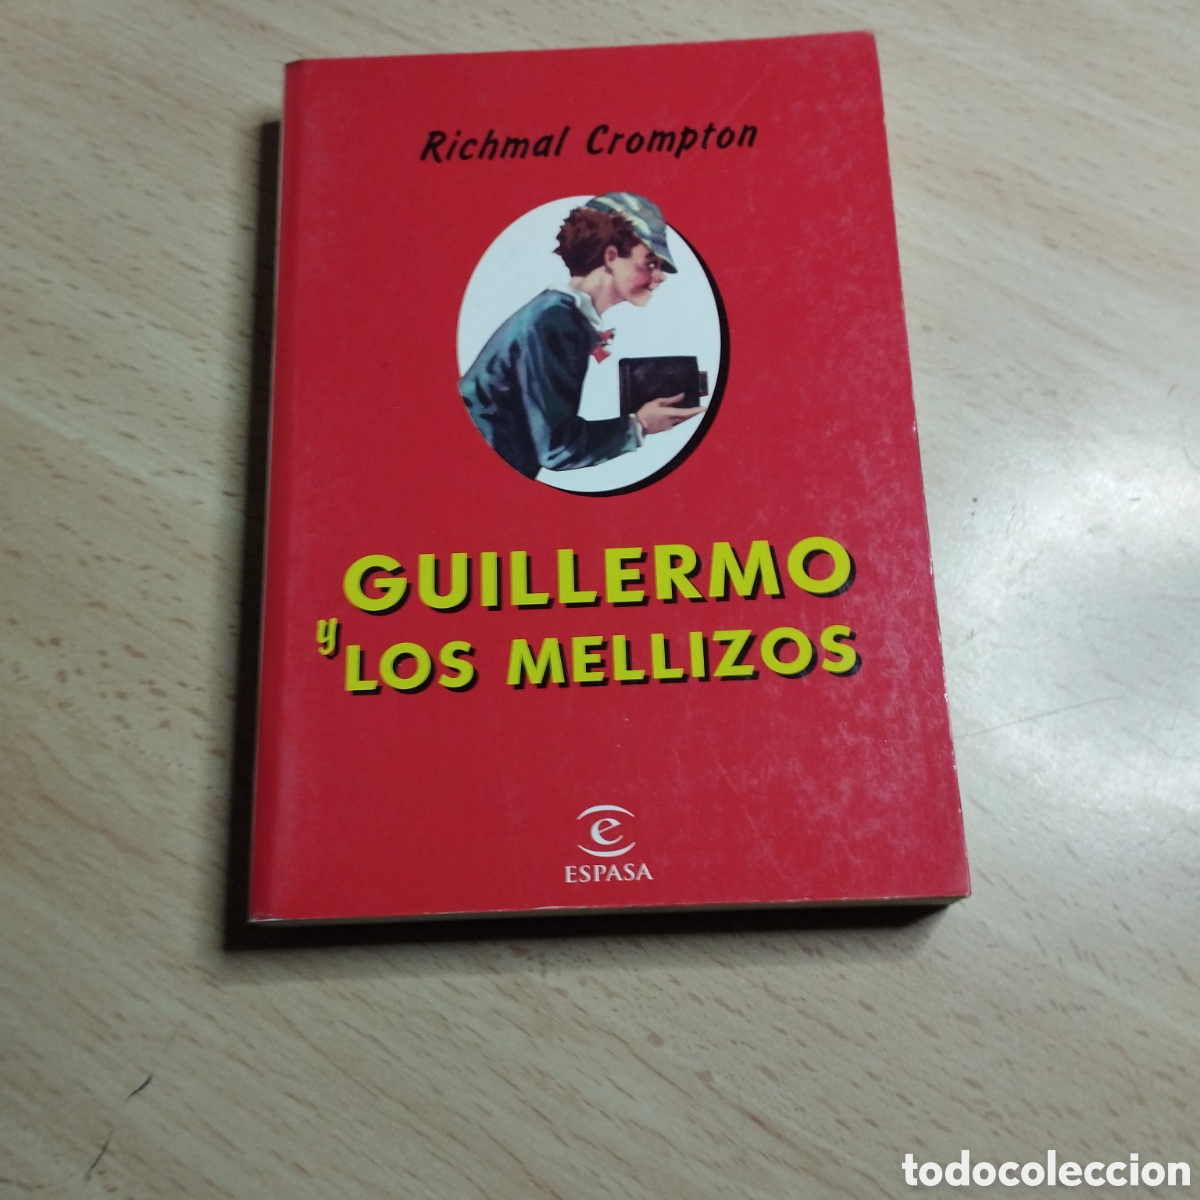 Richmal Crompton
GUILLERMO
y LOS MELLIZOS
e
ESPASA
todocoleccion